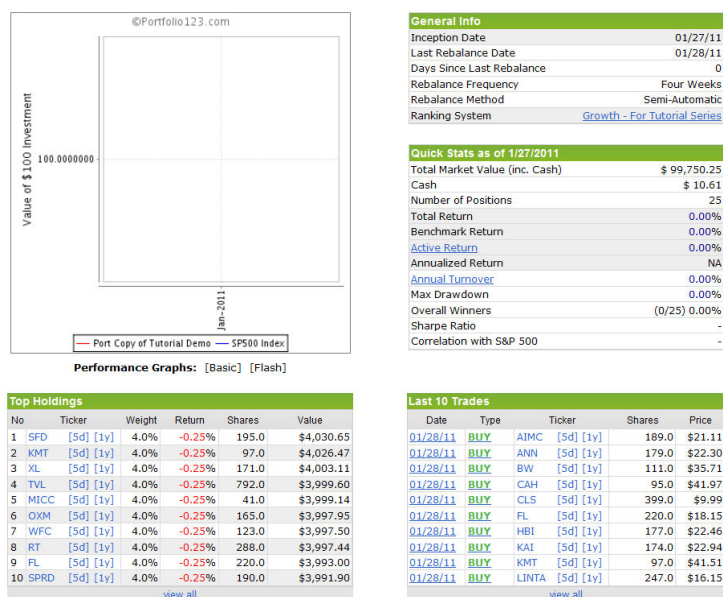 ©Portfolio123.com
Value of $100 Investment
100.0000000
Jan-2011
Port Copy of Tutorial Demo — SP500 Index
Performance Graphs: [Basic] [Flash]
General Info
Inception Date 01/27/11
Last Rebalance Date 01/28/11
Days Since Last Rebalance 0
Rebalance Frequency Four Weeks
Rebalance Method Semi-Automatic
Ranking System Growth - For Tutorial Series
Quick Stats as of 1/27/2011
Total Market Value (inc. Cash) $ 99,750.25
Cash $ 10.61
Number of Positions 25
Total Return 0.00%
Benchmark Return 0.00%
Active Return 0.00%
Annualized Return NA
Annual Turnover 0.00%
Max Drawdown 0.00%
Overall Winners (0/25) 0.00%
Sharpe Ratio -
Correlation with S&P 500 -
Top Holdings
No Ticker Weight Return Shares Value
1 SFD [5d] [1y] 4.0% -0.25% 195.0 $4,030.65
2 KMT [5d] [1y] 4.0% -0.25% 97.0 $4,026.47
3 XL [5d] [1y] 4.0% -0.25% 171.0 $4,003.11
4 TVL [5d] [1y] 4.0% -0.25% 792.0 $3,999.60
5 MICC [5d] [1y] 4.0% -0.25% 41.0 $3,999.14
6 OXM [5d] [1y] 4.0% -0.25% 165.0 $3,997.95
7 WFC [5d] [1y] 4.0% -0.25% 123.0 $3,997.50
8 RT [5d] [1y] 4.0% -0.25% 288.0 $3,997.44
9 FL [5d] [1y] 4.0% -0.25% 220.0 $3,993.00
10 SPRD [5d] [1y] 4.0% -0.25% 190.0 $3,991.90
view all
Last 10 Trades
Date Type Ticker Shares Price
01/28/11 BUY AIMC [5d] [1y] 189.0 $21.11
01/28/11 BUY ANN [5d] [1y] 179.0 $22.30
01/28/11 BUY BW [5d] [1y] 111.0 $35.71
01/28/11 BUY CAH [5d] [1y] 95.0 $41.97
01/28/11 BUY CLS [5d] [1y] 399.0 $9.99
01/28/11 BUY FL [5d] [1y] 220.0 $18.15
01/28/11 BUY HBI [5d] [1y] 177.0 $22.46
01/28/11 BUY KAI [5d] [1y] 174.0 $22.94
01/28/11 BUY KMT [5d] [1y] 97.0 $41.51
01/28/11 BUY LINTA [5d] [1y] 247.0 $16.15
view all